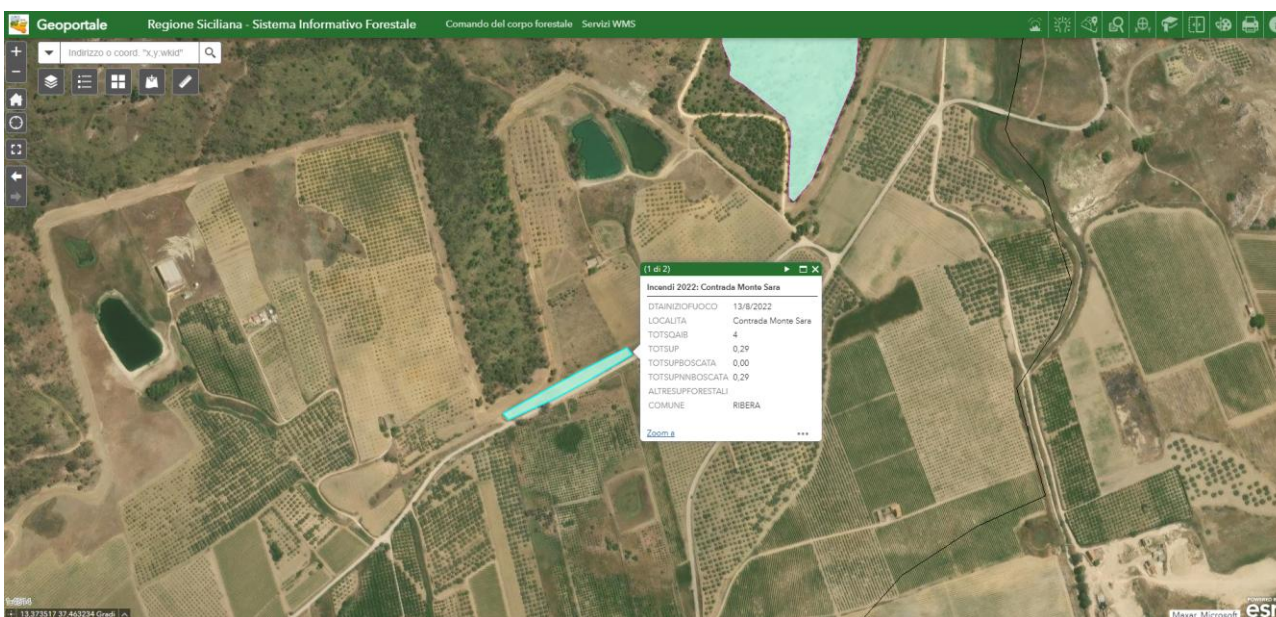 Geoportale Regione Siciliana - Sistema Informativo Forestale Comando del corpo forestale Servizi WMS
Indirizzo o coord. "x,y:wkid"
(1 di 2)
Incendi 2022: Contrada Monte Sara
DTAINIZIOFUOCO 13/8/2022
LOCALITA Contrada Monte Sara
TOTSQAIB 4
TOTSUP 0,29
TOTSUPBOSCATA 0,00
TOTSUPNNBOSCATA 0,29
ALTRESUPFORESTALI
COMUNE RIBERA
Zoom a
13,373517 37,463234 Gradi
Maxar, Microsoft
esri